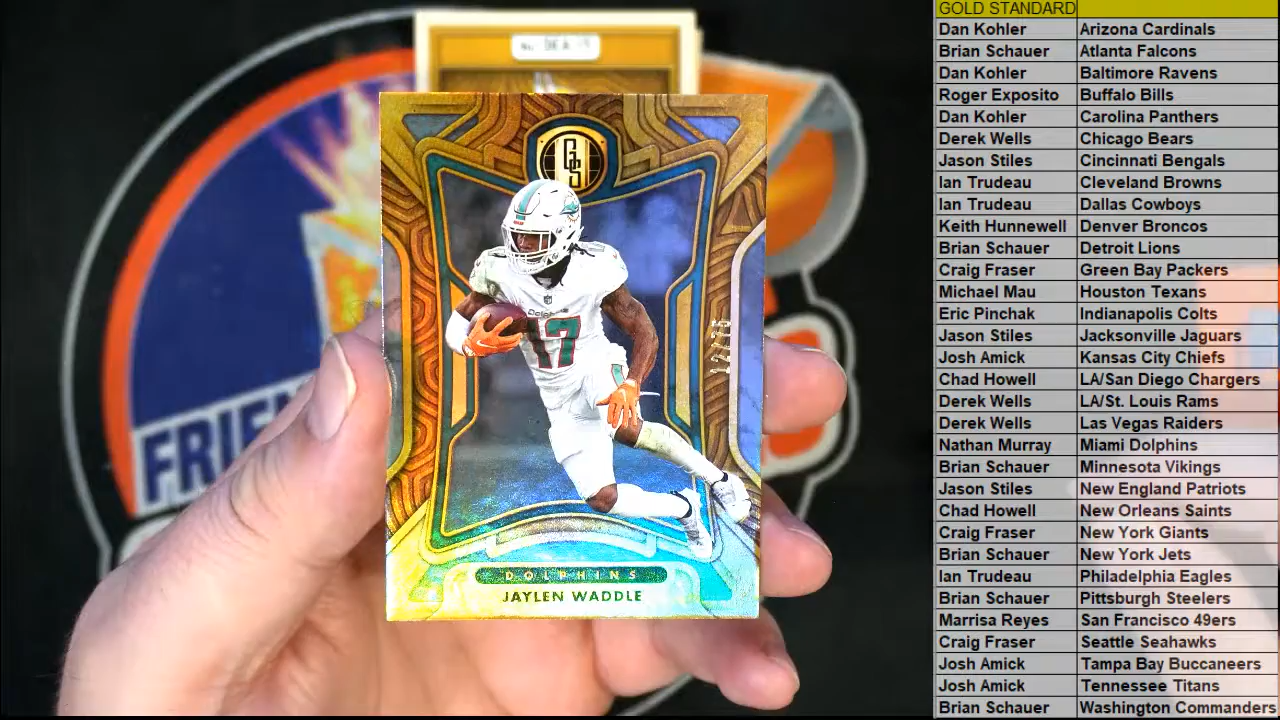 GOLD STANDARD
Dan Kohler Arizona Cardinals
Brian Schauer Atlanta Falcons
Dan Kohler Baltimore Ravens
Roger Exposito Buffalo Bills
Dan Kohler Carolina Panthers
Derek Wells Chicago Bears
Jason Stiles Cincinnati Bengals
Ian Trudeau Cleveland Browns
Ian Trudeau Dallas Cowboys
Keith Hunnewell Denver Broncos
Brian Schauer Detroit Lions
Craig Fraser Green Bay Packers
Michael Mau Houston Texans
Eric Pinchak Indianapolis Colts
Jason Stiles Jacksonville Jaguars
Josh Amick Kansas City Chiefs
Chad Howell LA/San Diego Chargers
Derek Wells LA/St. Louis Rams
Derek Wells Las Vegas Raiders
Nathan Murray Miami Dolphins
Brian Schauer Minnesota Vikings
Jason Stiles New England Patriots
Chad Howell New Orleans Saints
Craig Fraser New York Giants
Brian Schauer New York Jets
Ian Trudeau Philadelphia Eagles
Brian Schauer Pittsburgh Steelers
Marrisa Reyes San Francisco 49ers
Craig Fraser Seattle Seahawks
Josh Amick Tampa Bay Buccaneers
Josh Amick Tennessee Titans
Brian Schauer Washington Commanders
GS
Dolphins
17
DOLPHINS
JAYLEN WADDLE
FRIEN